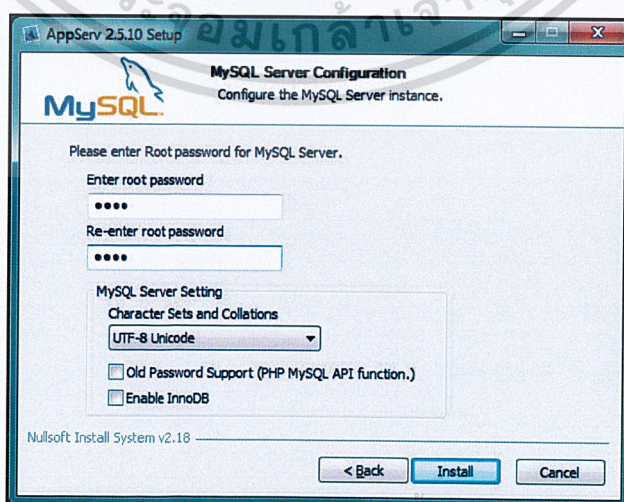 AppServ 2.5.10 Setup
MySQL Server Configuration
Configure the MySQL Server instance.
MySQL
Please enter Root password for MySQL Server.
Enter root password
••••
Re-enter root password
••••
MySQL Server Setting
Character Sets and Collations
UTF-8 Unicode
Old Password Support (PHP MySQL API function.)
Enable InnoDB
Nullsoft Install System v2.18
< Back Install Cancel